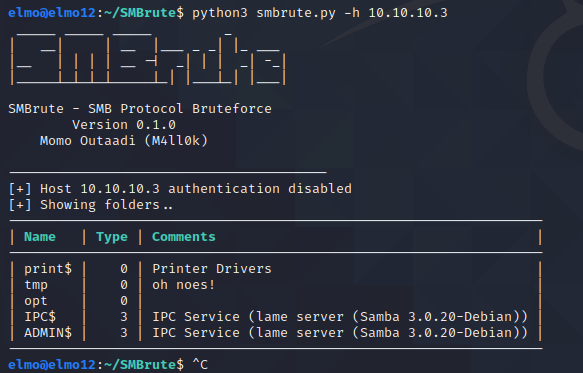 elmo@elmo12:~/SMBrute$ python3 smbrute.py -h 10.10.10.3
SMBrute
SMBrute - SMB Protocol Bruteforce
Version 0.1.0
Momo Outaadi (M4ll0k)
[+] Host 10.10.10.3 authentication disabled
[+] Showing folders..
| Name | Type | Comments |
| print$ | 0 | Printer Drivers |
| tmp | 0 | oh noes! |
| opt | 0 | |
| IPC$ | 3 | IPC Service (lame server (Samba 3.0.20-Debian)) |
| ADMIN$ | 3 | IPC Service (lame server (Samba 3.0.20-Debian)) |
elmo@elmo12:~/SMBrute$ ^C